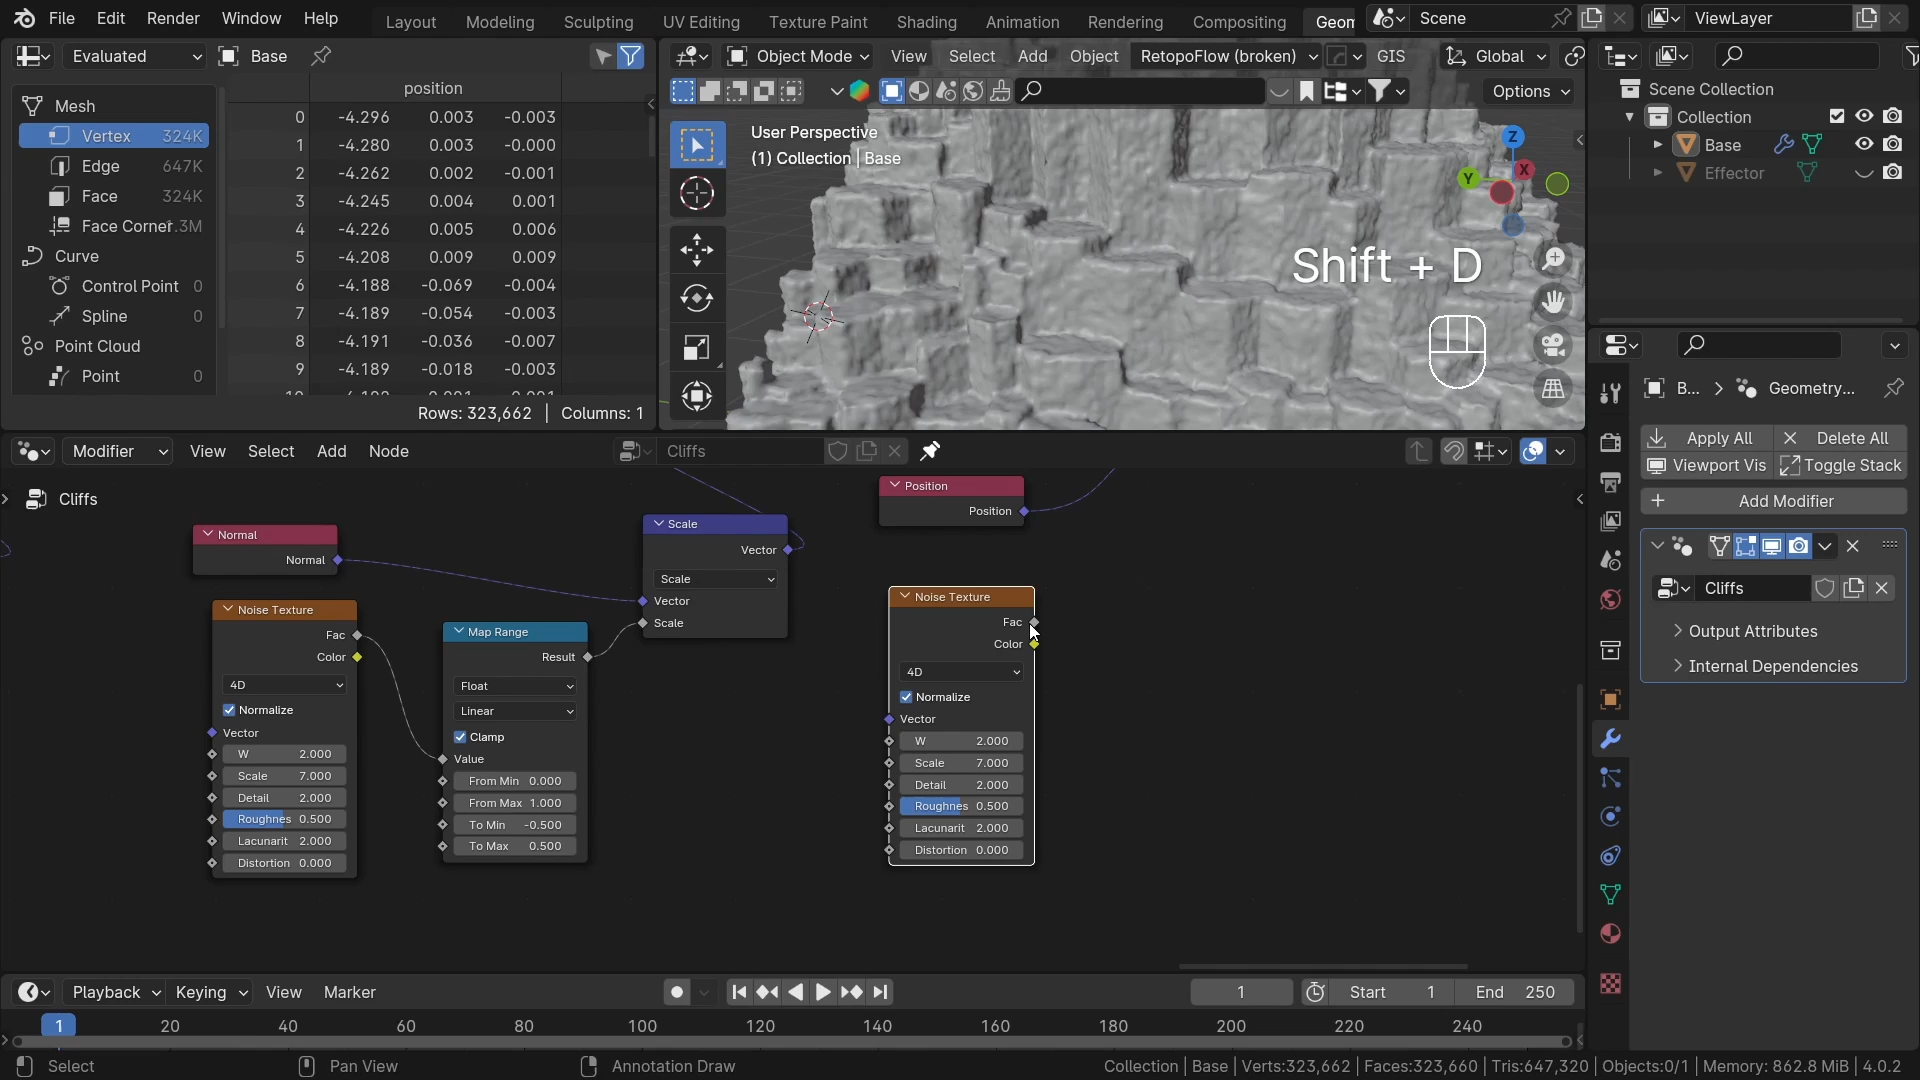 File Edit Render Window Help Layout Modeling Sculpting UV Editing Texture Paint Shading Animation Rendering Compositing Geom Scene ViewLayer
Evaluated Base
position
Mesh
Vertex 324K
Edge 647K
Face 324K
Face Corner .3M
Curve
Control Point 0
Spline 0
Point Cloud
Point 0
0 -4.296 0.003 -0.003
1 -4.280 0.003 -0.000
2 -4.262 0.002 -0.001
3 -4.245 0.004 0.001
4 -4.226 0.005 0.006
5 -4.208 0.009 0.009
6 -4.188 -0.069 -0.004
7 -4.189 -0.054 -0.003
8 -4.191 -0.036 -0.007
9 -4.189 -0.018 -0.003
Rows: 323,662 | Columns: 1
Object Mode View Select Add Object RetopoFlow (broken) GIS Global
Options
User Perspective
(1) Collection | Base
Z
X
Y
Shift + D
Scene Collection
Collection
Base
Effector
B... Geometry...
Apply All Delete All
Viewport Vis Toggle Stack
Add Modifier
Cliffs
Output Attributes
Internal Dependencies
Modifier View Select Add Node Cliffs
Cliffs
Normal
Normal
Noise Texture
Fac
Color
4D
Normalize
Vector
W 2.000
Scale 7.000
Detail 2.000
Roughnes 0.500
Lacunarit 2.000
Distortion 0.000
Map Range
Result
Float
Linear
Clamp
Value
From Min 0.000
From Max 1.000
To Min -0.500
To Max 0.500
Scale
Vector
Scale
Vector
Scale
Position
Position
Noise Texture
Fac
Color
4D
Normalize
Vector
W 2.000
Scale 7.000
Detail 2.000
Roughnes 0.500
Lacunarit 2.000
Distortion 0.000
Playback Keying View Marker 1 Start 1 End 250
1 20 40 60 80 100 120 140 160 180 200 220 240
Select Pan View Annotation Draw Collection | Base | Verts:323,662 | Faces:323,660 | Tris:647,320 | Objects:0/1 | Memory: 862.8 MiB | 4.0.2